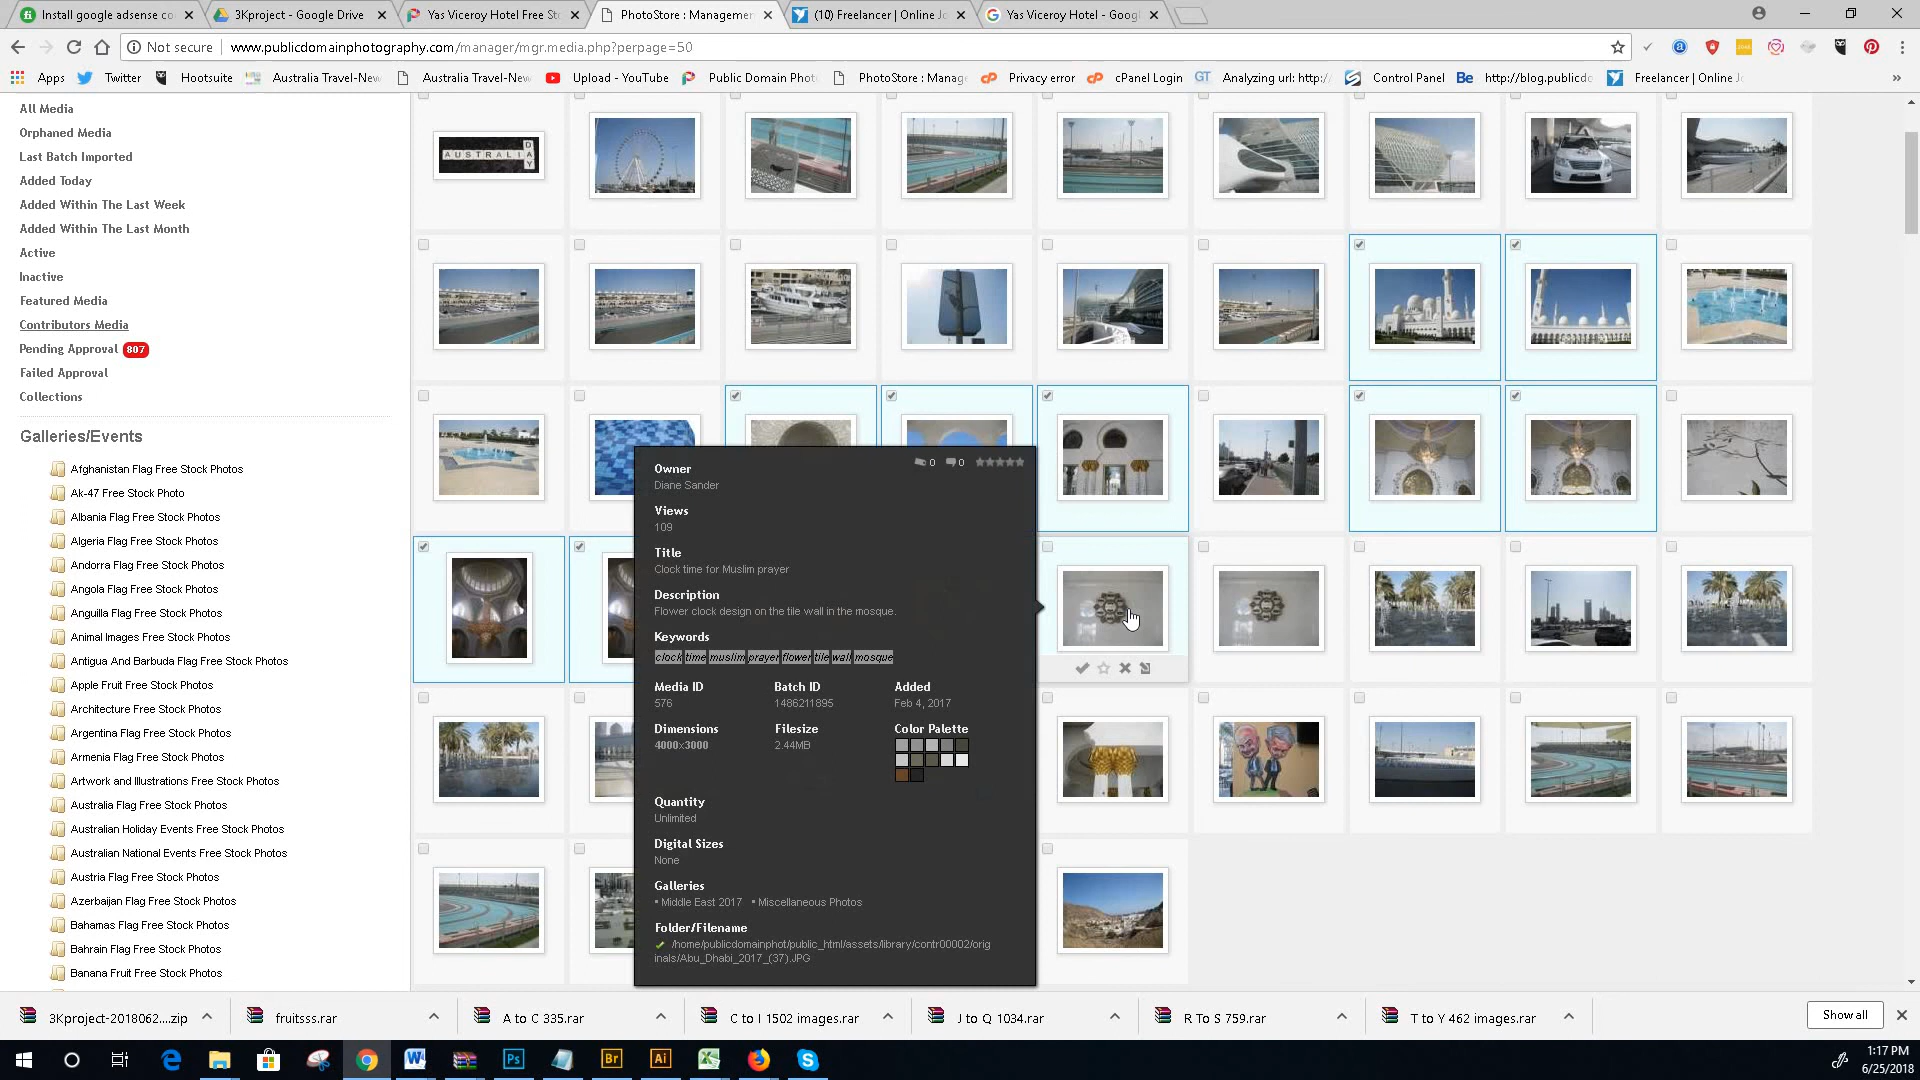 Install google adsense co
3Kproject - Google Drive
Yas Viceroy Hotel Free Sto
PhotoStore : Managemen
(10) Freelancer | Online Jo
Yas Viceroy Hotel - Googl
Not secure
www.publicdomainphotography.com/manager/mgr.media.php?perpage=50
Apps
Twitter
Hootsuite
Australia Travel-New
Australia Travel-New
Upload - YouTube
Public Domain Phot
PhotoStore : Manage
Privacy error
cPanel Login
Analyzing url: http:/
Control Panel
http://blog.publicdo
Freelancer | Online Jo
All Media
Orphaned Media
Last Batch Imported
Added Today
Added Within The Last Week
Added Within The Last Month
Active
Inactive
Featured Media
Contributors Media
Pending Approval 807
Failed Approval
Collections
Galleries/Events
Afghanistan Flag Free Stock Photos
Ak-47 Free Stock Photo
Albania Flag Free Stock Photos
Algeria Flag Free Stock Photos
Andorra Flag Free Stock Photos
Angola Flag Free Stock Photos
Anguilla Flag Free Stock Photos
Animal Images Free Stock Photos
Antigua And Barbuda Flag Free Stock Photos
Apple Fruit Free Stock Photos
Architecture Free Stock Photos
Argentina Flag Free Stock Photos
Armenia Flag Free Stock Photos
Artwork and Illustrations Free Stock Photos
Australia Flag Free Stock Photos
Australian Holiday Events Free Stock Photos
Australian National Events Free Stock Photos
Austria Flag Free Stock Photos
Azerbaijan Flag Free Stock Photos
Bahamas Flag Free Stock Photos
Bahrain Flag Free Stock Photos
Banana Fruit Free Stock Photos
AUSTRALIA
DAY
0 0
Owner
Diane Sander
Views
109
Title
Clock time for Muslim prayer
Description
Flower clock design on the tile wall in the mosque.
Keywords
clock time muslim prayer flower tile wall mosque
Media ID Batch ID Added
576 1486211895 Feb 4, 2017
Dimensions Filesize Color Palette
4000x3000 2.44MB
Quantity
Unlimited
Digital Sizes
None
Galleries
• Middle East 2017 • Miscellaneous Photos
Folder/Filename
/home/publicdomainphot/public_html/assets/library/contr00002/orig
inals/Abu_Dhabi_2017_(37).JPG
3Kproject-2018062....zip
fruitsss.rar
A to C 335.rar
C to I 1502 images.rar
J to Q 1034.rar
R To S 759.rar
T to Y 462 images.rar
Show all
1:17 PM
6/25/2018